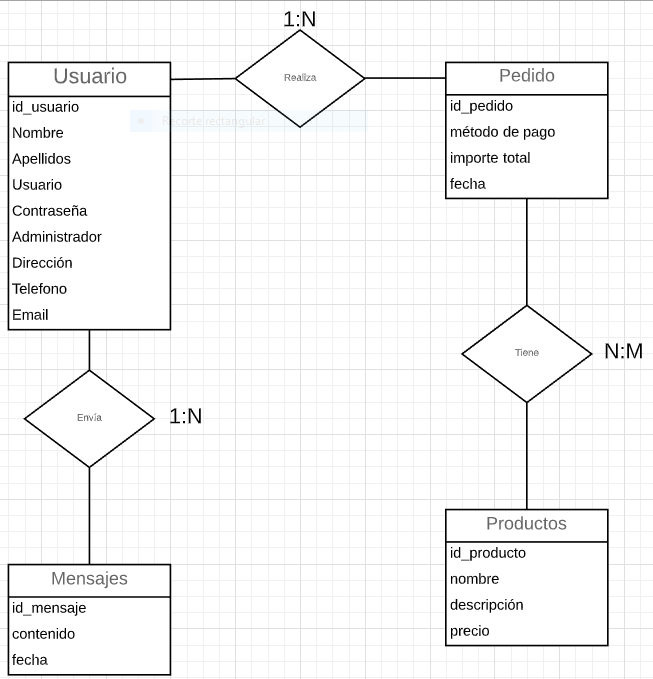 1:N
Usuario
Realiza
Pedido
id_usuario
Nombre
Apellidos
Usuario
Contraseña
Administrador
Dirección
Telefono
Email
Recorte rectangular
id_pedido
método de pago
importe total
fecha
Envía
1:N
Tiene
N:M
Mensajes
id_mensaje
contenido
fecha
Productos
id_producto
nombre
descripción
precio